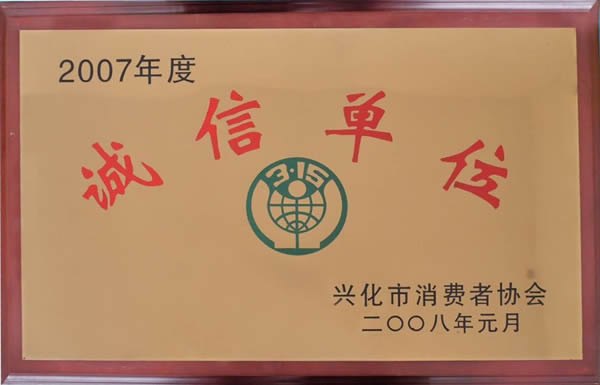 2007年度
诚信单位
3·15
兴化市消费者协会
二〇〇八年元月